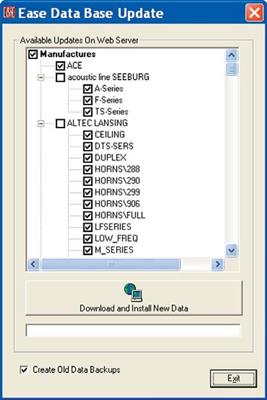 Ease Data Base Update
Available Updates On Web Server
Manufactures
ACE
acoustic line SEEBURG
A-Series
F-Series
TS-Series
ALTEC LANSING
CEILING
DTS-SERS
DUPLEX
HORNS\288
HORNS\290
HORNS\299
HORNS\906
HORNS\FULL
LFSERIES
LOW_FREQ
M_SERIES
Download and Install New Data
Create Old Data Backups
Exit